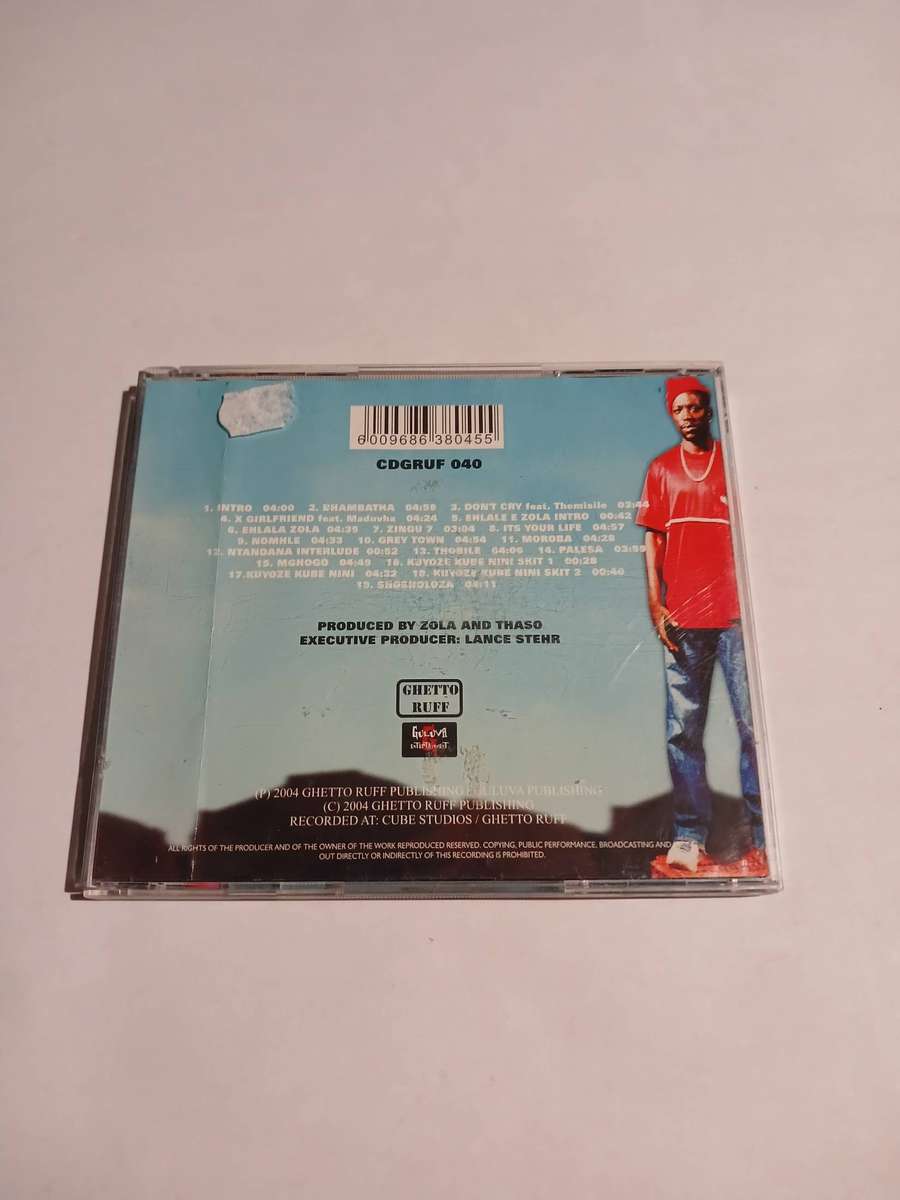 6009686 380455
CDGRUF 040
1. INTRO 04:00 2. BHAMBATHA 04:59 3. DON'T CRY feat. Thembisile 03:44
4. X GIRLFRIEND feat. Maduvha 04:24 5. EHLALE E ZOLA INTRO 00:42
6. EHLALA ZOLA 04:39 7. ZINGU 7 03:04 8. ITS YOUR LIFE 04:57
9. NOMHLE 04:33 10. GREY TOWN 04:54 11. MOROBA 04:28
12. NTANDANA INTERLUDE 00:52 13. THOBILE 04:06 14. PALESA 03:59
15. MGHOGO 04:49 16. KUYOZE KUBE NINI SKIT 1 00:28
17.KUYOZE KUBE NINI 04:32 18. KUYOZE KUBE NINI SKIT 2 00:40
19. SHOSHOLOZA 04:11
PRODUCED BY ZOLA AND THASO
EXECUTIVE PRODUCER: LANCE STEHR
GHETTO
RUFF
GULUVA
ENTERTAINMENT
(P) 2004 GHETTO RUFF PUBLISHING GULUVA PUBLISHING
(C) 2004 GHETTO RUFF PUBLISHING
RECORDED AT: CUBE STUDIOS / GHETTO RUFF
ALL RIGHTS OF THE PRODUCER AND OF THE OWNER OF THE WORK REPRODUCED RESERVED. COPYING, PUBLIC PERFORMANCE, BROADCASTING AND
OUT DIRECTLY OR INDIRECTLY OF THIS RECORDING IS PROHIBITED.